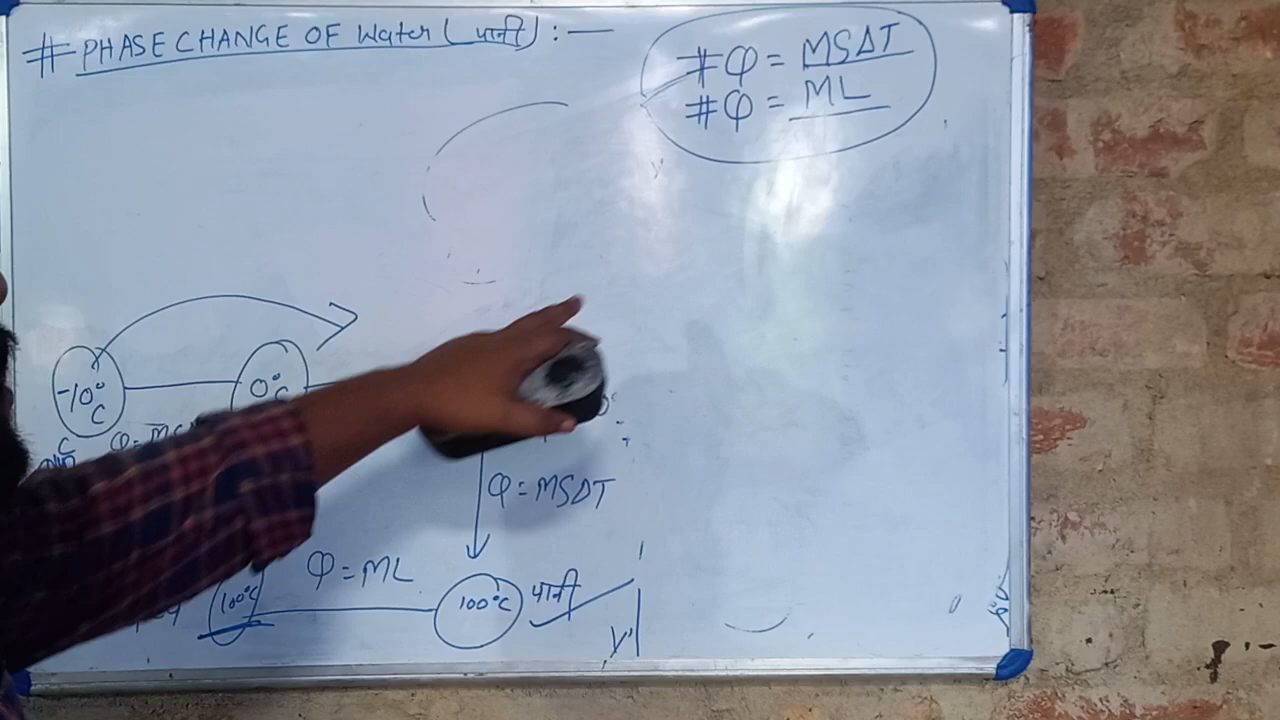 # PHASE CHANGE OF Water (पानी) : —
# Q = MSΔT
# Q = ML
-10°C
0°C
Q = MSΔT
Q = ML
100°C
100°C पानी